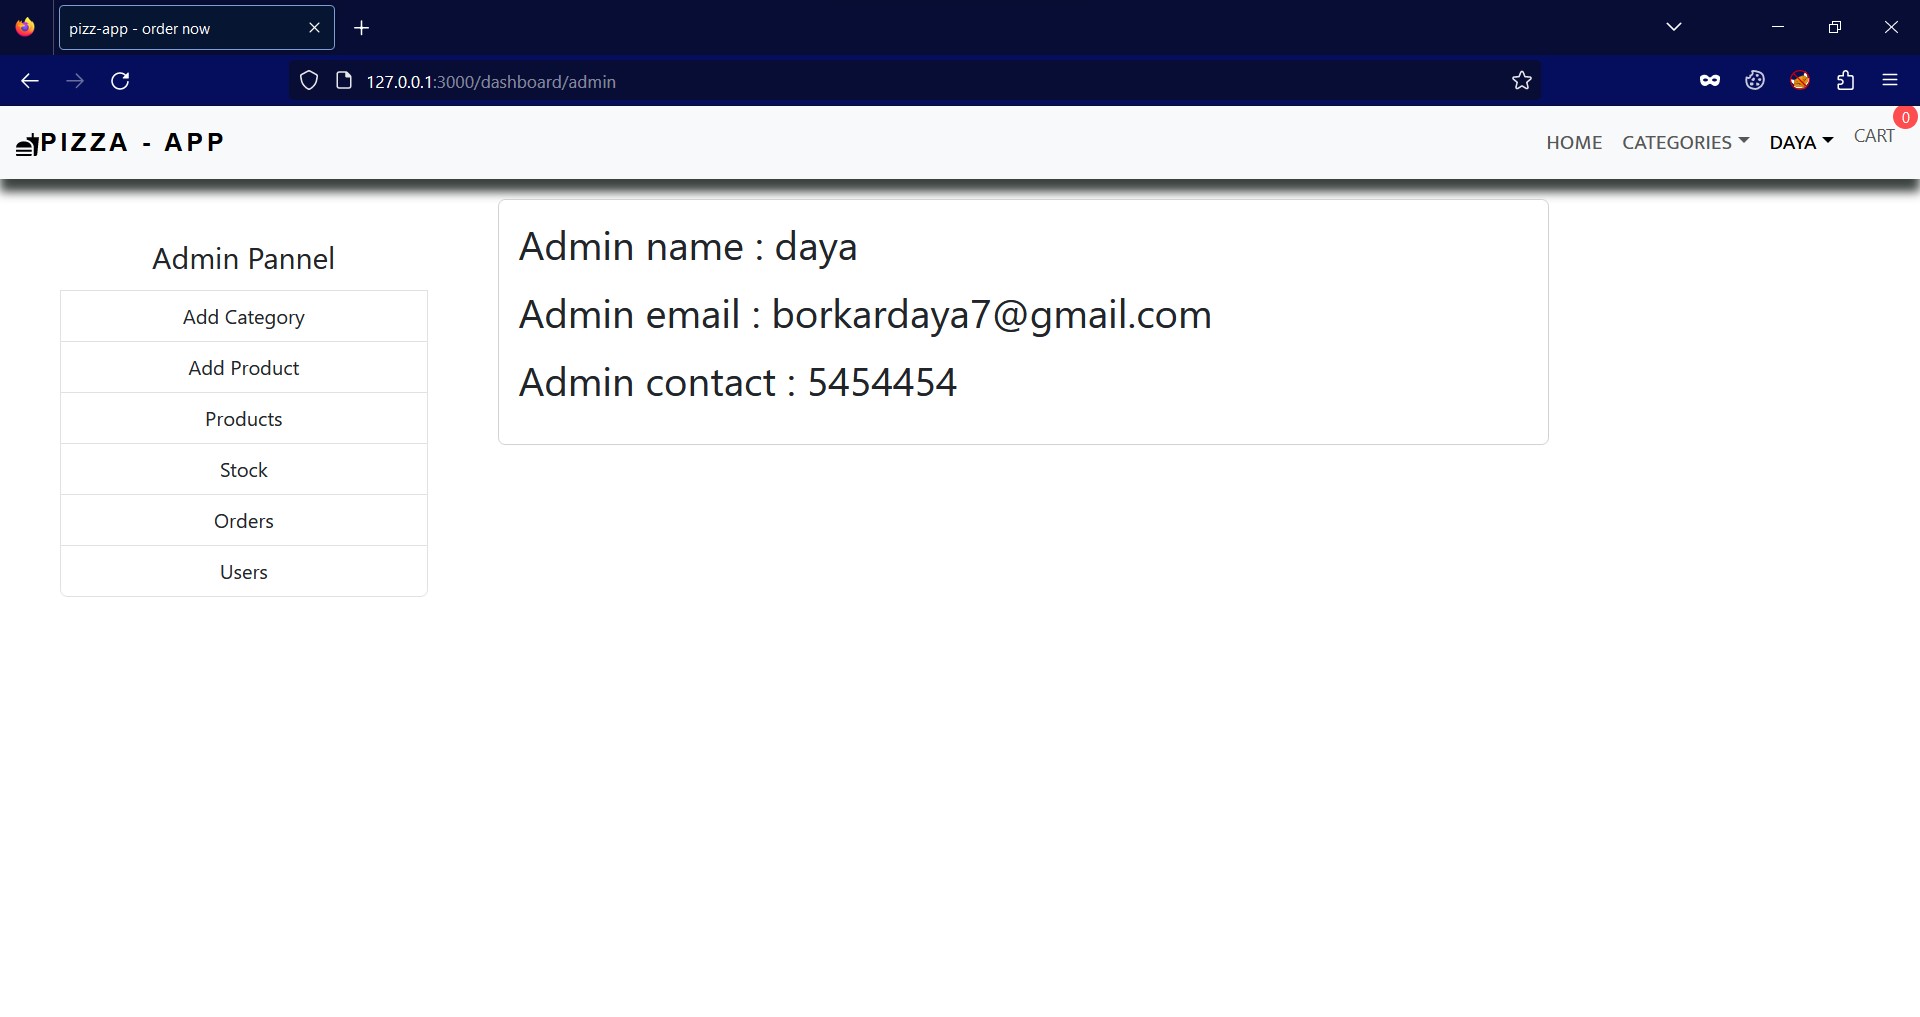 pizz-app - order now
127.0.0.1:3000/dashboard/admin
PIZZA - APP
HOME
CATEGORIES
DAYA
CART
0
Admin Pannel
Add Category
Add Product
Products
Stock
Orders
Users
Admin name : daya
Admin email : borkardaya7@gmail.com
Admin contact : 5454454